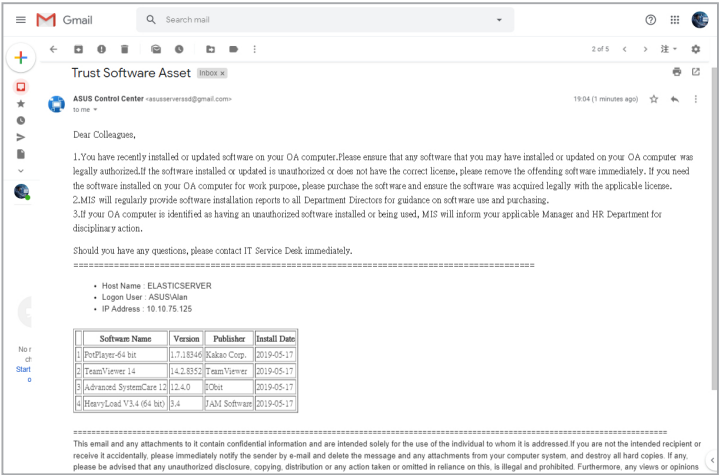 Gmail
Search mail
2 of 5
注
Trust Software Asset Inbox x
ASUS Control Center <asusserverssd@gmail.com>
19:04 (1 minutes ago)
to me
Dear Colleagues,
1.You have recently installed or updated software on your OA computer.Please ensure that any software that you may have installed or updated on your OA computer was
legally authorized.If the software installed or updated is unauthorized or does not have the correct license, please remove the offending software immediately. If you need
the software installed on your OA computer for work purpose, please purchase the software and ensure the software was acquired legally with the applicable license.
2.MIS will regularly provide software installation reports to all Department Directors for guidance on software use and purchasing.
3.If your OA computer is identified as having an unauthorized software installed or being used, MIS will inform your applicable Manager and HR Department for
disciplinary action.
Should you have any questions, please contact IT Service Desk immediately.
• Host Name : ELASTICSERVER
• Logon User : ASUS\Alan
• IP Address : 10.10.75.125
Software Name Version Publisher Install Date
1 PotPlayer-64 bit 1.7.18346 Kakao Corp. 2019-05-17
2 TeamViewer 14 14.2.8352 TeamViewer 2019-05-17
3 Advanced SystemCare 12 12.4.0 IObit 2019-05-17
4 HeavyLoad V3.4 (64 bit) 3.4 JAM Software 2019-05-17
No r
ch
Start
o
This email and any attachments to it contain confidential information and are intended solely for the use of the individual to whom it is addressed.If you are not the intended recipient or
receive it accidentally, please immediately notify the sender by e-mail and delete the message and any attachments from your computer system, and destroy all hard copies. If any,
please be advised that any unauthorized disclosure, copying, distribution or any action taken or omitted in reliance on this, is illegal and prohibited. Furthermore, any views or opinions